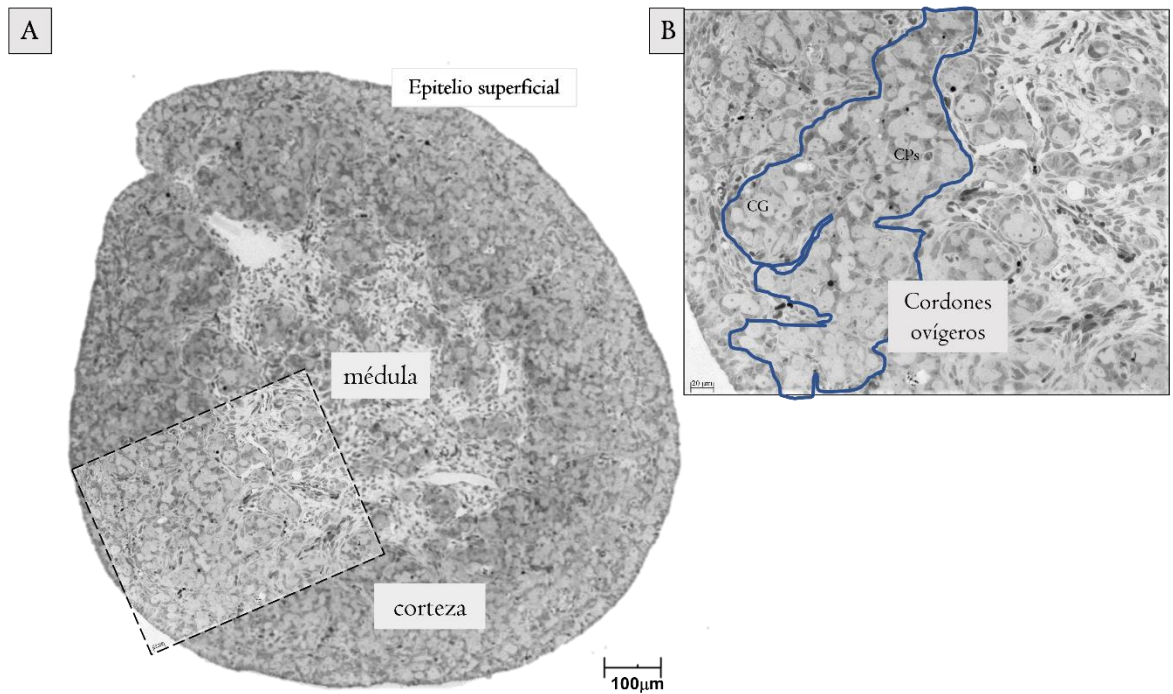 A
Epitelio superficial
médula
corteza
100µm
B
CPs
CG
Cordones
ovígeros
20 µm